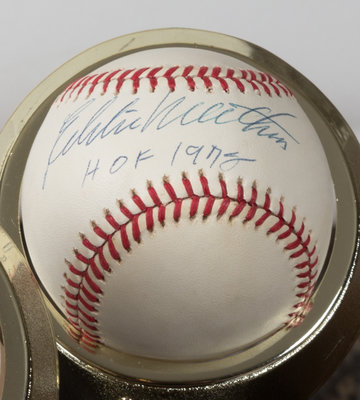 Eddie Mathews
HOF 1978